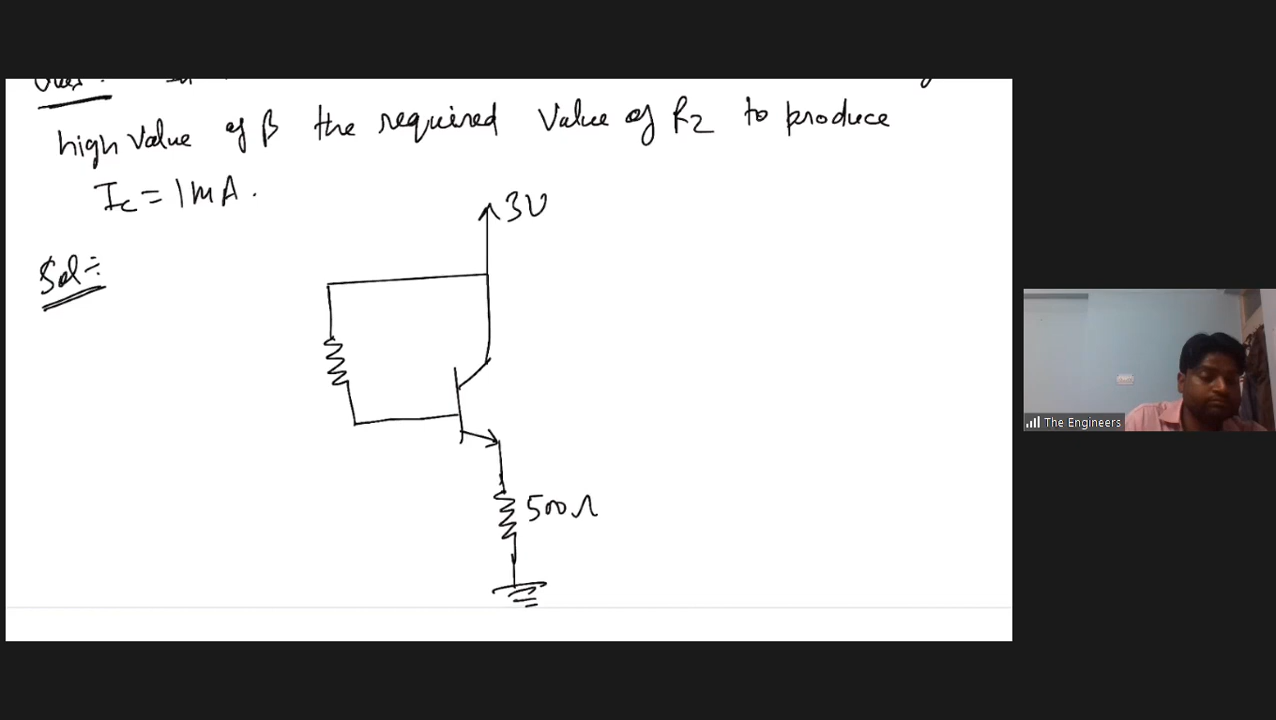 high value of β the required value of R2 to produce
Ic = 1mA.
3V
Sol:-
500Ω
The Engineers